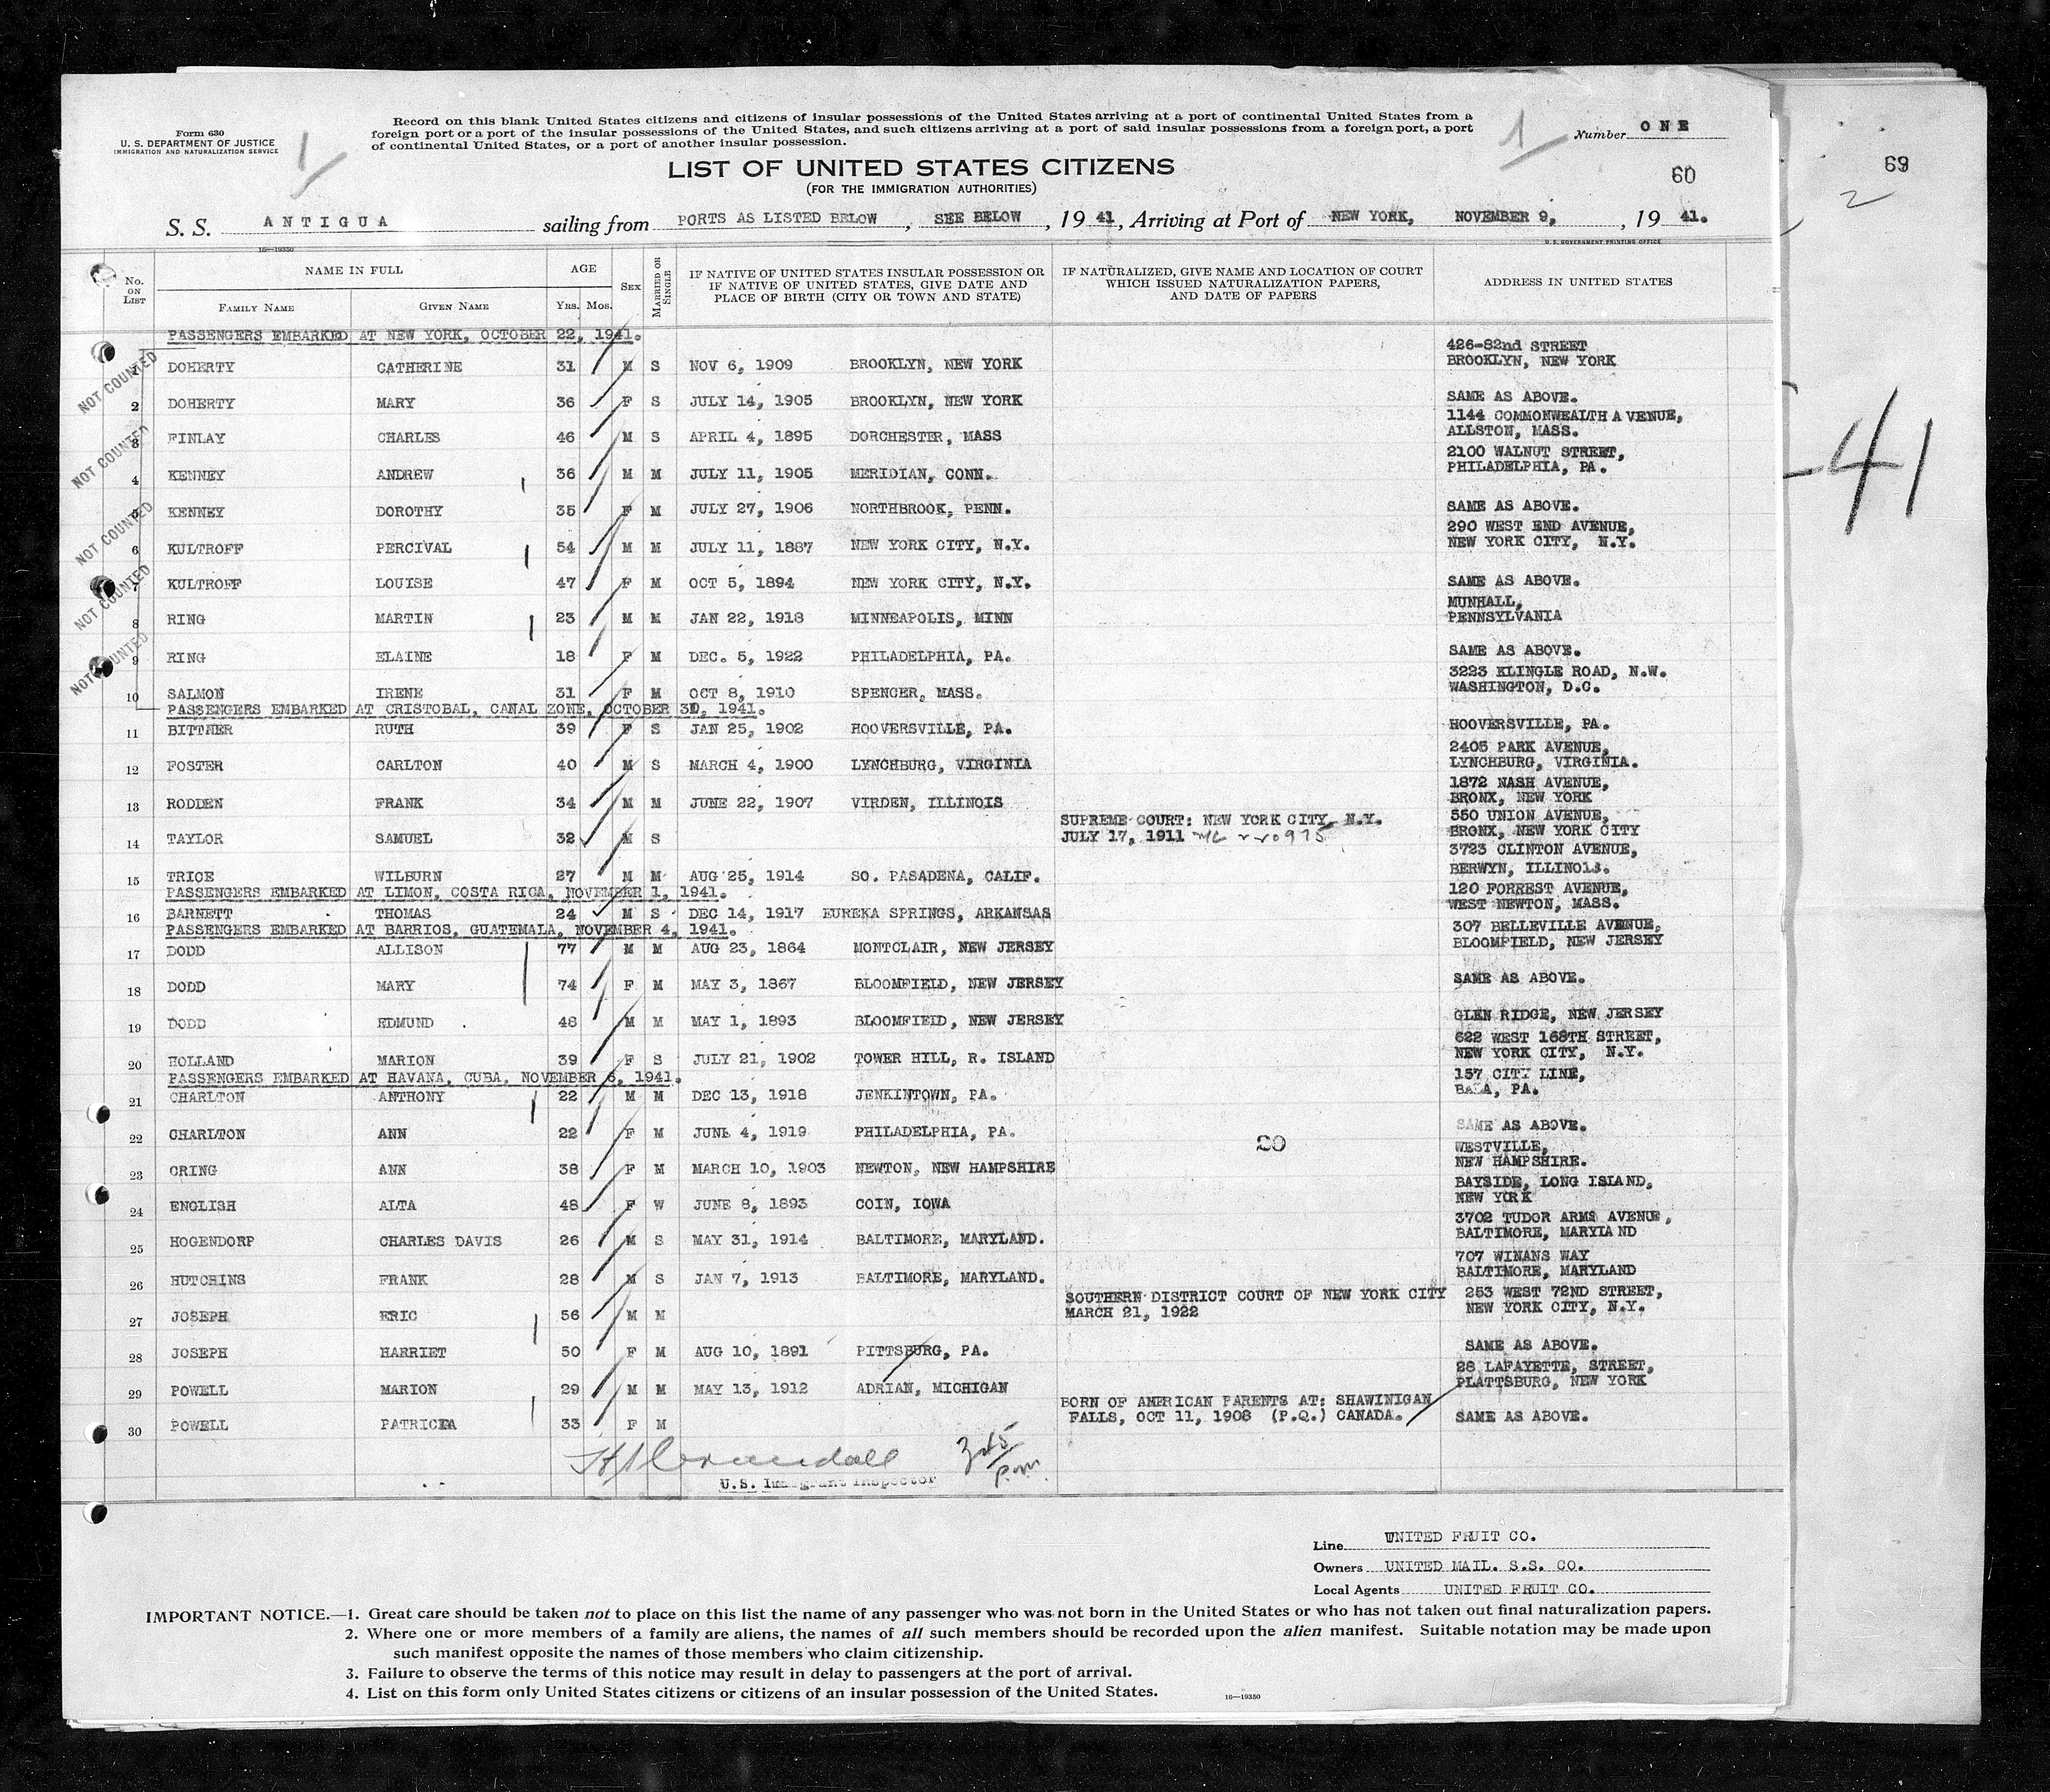 Form 630
U. S. DEPARTMENT OF JUSTICE
IMMIGRATION AND NATURALIZATION SERVICE
1
Record on this blank United States citizens and citizens of insular possessions of the United States arriving at a port of continental United States from a
foreign port or a port of the insular possessions of the United States, and such citizens arriving at a port of said insular possessions from a foreign port, a port
of continental United States, or a port of another insular possession.
1
Number ONE
LIST OF UNITED STATES CITIZENS
(FOR THE IMMIGRATION AUTHORITIES)
60
69
2
S. S. ANTIGUA sailing from PORTS AS LISTED BELOW, SEE BELOW, 1941, Arriving at Port of NEW YORK, NOVEMBER 9, 1941.
16—19350
U. S. GOVERNMENT PRINTING OFFICE
No. ON LIST
NAME IN FULL
FAMILY NAME GIVEN NAME
AGE
Yrs. Mos.
SEX
MARRIED OR SINGLE
IF NATIVE OF UNITED STATES INSULAR POSSESSION OR
IF NATIVE OF UNITED STATES, GIVE DATE AND
PLACE OF BIRTH (CITY OR TOWN AND STATE)
IF NATURALIZED, GIVE NAME AND LOCATION OF COURT
WHICH ISSUED NATURALIZATION PAPERS,
AND DATE OF PAPERS
ADDRESS IN UNITED STATES
PASSENGERS EMBARKED AT NEW YORK, OCTOBER 22, 1941.
NOT COUNTED
NOT COUNTED
NOT COUNTED
NOT COUNTED
NOT COUNTED
1 DOHERTY CATHERINE 31 S NOV 6, 1909 BROOKLYN, NEW YORK 426-82nd STREET
BROOKLYN, NEW YORK
2 DOHERTY MARY 36 F S JULY 14, 1905 BROOKLYN, NEW YORK SAME AS ABOVE.
3 FINLAY CHARLES 46 M S APRIL 4, 1895 DORCHESTER, MASS 1144 COMMONWEALTH AVENUE,
ALLSTON, MASS.
4 KENNEY ANDREW 36 M M JULY 11, 1905 MERIDIAN, CONN. 2100 WALNUT STREET,
PHILADELPHIA, PA.
5 KENNEY DOROTHY 35 F M JULY 27, 1906 NORTHBROOK, PENN. SAME AS ABOVE.
6 KULTROFF PERCIVAL 54 M M JULY 11, 1887 NEW YORK CITY, N.Y. 290 WEST END AVENUE,
NEW YORK CITY, N.Y.
7 KULTROFF LOUISE 47 F M OCT 5, 1894 NEW YORK CITY, N.Y. SAME AS ABOVE.
8 RING MARTIN 23 M M JAN 22, 1918 MINNEAPOLIS, MINN MUNHALL,
PENNSYLVANIA
9 RING ELAINE 18 F M DEC. 5, 1922 PHILADELPHIA, PA. SAME AS ABOVE.
10 SALMON IRENE 31 F M OCT 8, 1910 SPENCER, MASS. 3223 KLINGLE ROAD, N.W.
WASHINGTON, D.C.
PASSENGERS EMBARKED AT CRISTOBAL, CANAL ZONE, OCTOBER 31, 1941.
11 BITTNER RUTH 39 F S JAN 25, 1902 HOOVERSVILLE, PA. HOOVERSVILLE, PA.
12 FOSTER CARLTON 40 M S MARCH 4, 1900 LYNCHBURG, VIRGINIA 2405 PARK AVENUE,
LYNCHBURG, VIRGINIA.
13 RODDEN FRANK 34 M M JUNE 22, 1907 VIRDEN, ILLINOIS 1872 NASH AVENUE,
BRONX, NEW YORK
14 TAYLOR SAMUEL 32 M S SUPREME COURT: NEW YORK CITY, N.Y.
JULY 17, 1911 550 UNION AVENUE,
BRONX, NEW YORK CITY
15 TRICE WILBURN 27 M M AUG 25, 1914 SO. PASADENA, CALIF. 3723 CLINTON AVENUE,
BERWYN, ILLINOIS.
PASSENGERS EMBARKED AT LIMON, COSTA RICA, NOVEMBER 1, 1941.
16 BARNETT THOMAS 24 M S DEC 14, 1917 EUREKA SPRINGS, ARKANSAS 120 FORREST AVENUE,
WEST NEWTON, MASS.
PASSENGERS EMBARKED AT BARRIOS, GUATEMALA, NOVEMBER 4, 1941.
17 DODD ALLISON 77 M M AUG 23, 1864 MONTCLAIR, NEW JERSEY 307 BELLEVILLE AVENUE,
BLOOMFIELD, NEW JERSEY
18 DODD MARY 74 F M MAY 3, 1867 BLOOMFIELD, NEW JERSEY SAME AS ABOVE.
19 DODD EDMUND 48 M M MAY 1, 1893 BLOOMFIEID, NEW JERSEY GLEN RIDGE, NEW JERSEY
20 HOLLAND MARION 39 F S JULY 21, 1902 TOWER HILL, R. ISLAND 622 WEST 168TH STREET,
NEW YORK CITY, N.Y.
PASSENGERS EMBARKED AT HAVANA, CUBA, NOVEMBER 6, 1941.
21 CHARLTON ANTHONY 22 M M DEC 13, 1918 JENKINTOWN, PA. 157 CITY LINE,
BALA, PA.
22 CHARLTON ANN 22 F M JUNE 4, 1919 PHILADELPHIA, PA. 20 SAME AS ABOVE.
23 CRING ANN 38 F M MARCH 10, 1903 NEWTON, NEW HAMPSHIRE WESTVILLE,
NEW HAMPSHIRE.
24 ENGLISH ALTA 48 F W JUNE 8, 1893 COIN, IOWA BAYSIDE, LONG ISLAND,
NEW YORK
25 HOGENDORP CHARLES DAVIS 26 M S MAY 31, 1914 BALTIMORE, MARYLAND. 3702 TUDOR ARMS AVENUE,
BALTIMORE, MARYLAND
26 HUTCHINS FRANK 28 M S JAN 7, 1913 BALTIMORE, MARYLAND. 707 WINANS WAY
BALTIMORE, MARYLAND
27 JOSEPH ERIC 56 M M SOUTHERN DISTRICT COURT OF NEW YORK CITY
MARCH 21, 1922 253 WEST 72ND STREET,
NEW YORK CITY, N.Y.
28 JOSEPH HARRIET 50 F M AUG 10, 1891 PITTSBURG, PA. SAME AS ABOVE.
29 POWELL MARION 29 M M MAY 13, 1912 ADRIAN, MICHIGAN 28 LAFAYETTE, STREET,
PLATTSBURG, NEW YORK
30 POWELL PATRICIA 33 F M BORN OF AMERICAN PARENTS AT: SHAWINIGAN
FALLS, OCT 11, 1908 (P.Q.) CANADA. SAME AS ABOVE.
Crandall
345 p.m.
U.S. Immigrant Inspector
-41
Line UNITED FRUIT CO.
Owners UNITED MAIL. S.S. CO.
Local Agents UNITED FRUIT CO.
IMPORTANT NOTICE.—1. Great care should be taken not to place on this list the name of any passenger who was not born in the United States or who has not taken out final naturalization papers.
2. Where one or more members of a family are aliens, the names of all such members should be recorded upon the alien manifest. Suitable notation may be made upon
such manifest opposite the names of those members who claim citizenship.
3. Failure to observe the terms of this notice may result in delay to passengers at the port of arrival.
4. List on this form only United States citizens or citizens of an insular possession of the United States.
16—19350